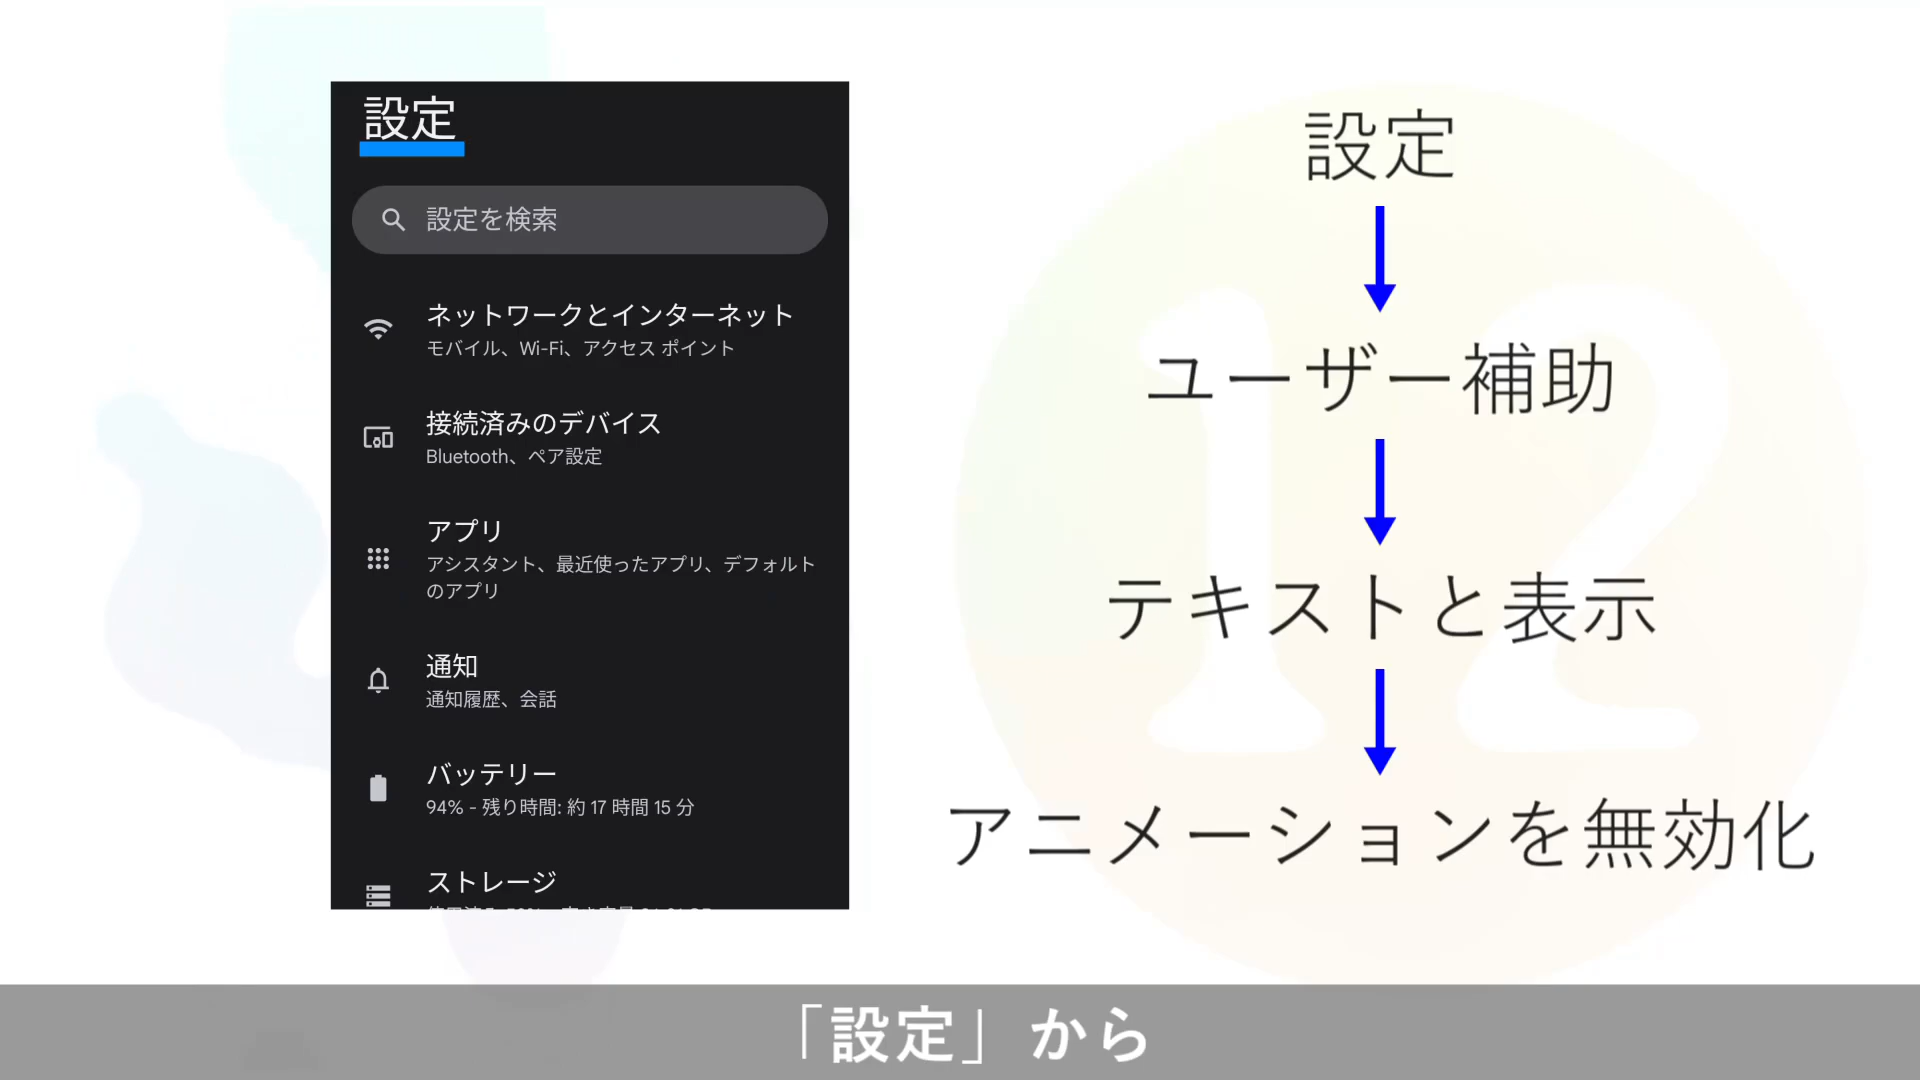 設定
設定を検索
ネットワークとインターネット
モバイル、Wi-Fi、アクセス ポイント
接続済みのデバイス
Bluetooth、ペア設定
アプリ
アシスタント、最近使ったアプリ、デフォルト
のアプリ
通知
通知履歴、会話
バッテリー
94% - 残り時間: 約 17 時間 15 分
ストレージ
設定
ユーザー補助
テキストと表示
アニメーションを無効化
12
「設定」から